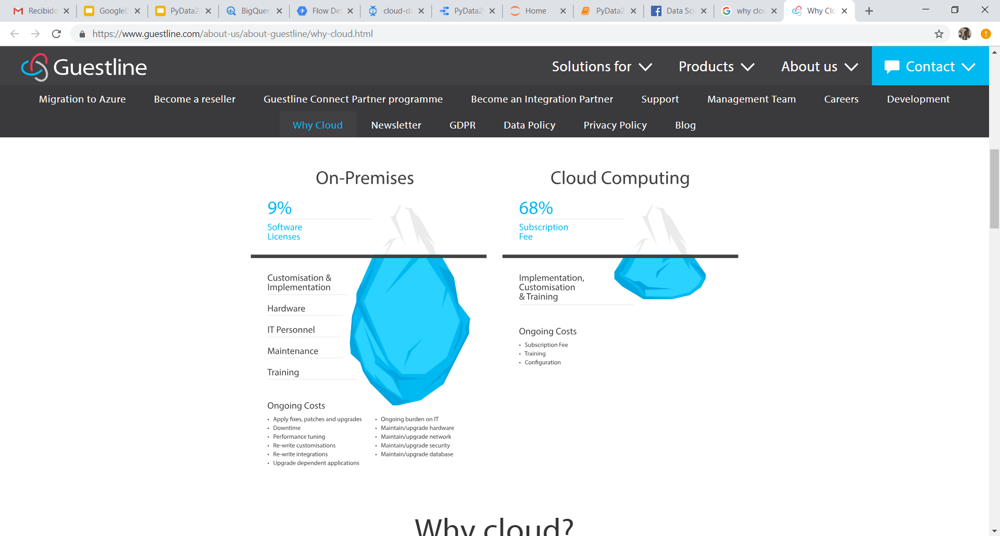 Recibido
GoogleD
PyData2
BigQuer
Flow De
cloud-da
PyData2
Home
PyData2
Data Sci
why clou
Why Clo
https://www.guestline.com/about-us/about-guestline/why-cloud.html
Guestline
Solutions for
Products
About us
Contact
Migration to Azure
Become a reseller
Guestline Connect Partner programme
Become an Integration Partner
Support
Management Team
Careers
Development
Why Cloud
Newsletter
GDPR
Data Policy
Privacy Policy
Blog
On-Premises
9%
Software
Licenses
Customisation &
Implementation
Hardware
IT Personnel
Maintenance
Training
Ongoing Costs
• Apply fixes, patches and upgrades
• Downtime
• Performance tuning
• Re-write customisations
• Re-write integrations
• Upgrade dependent applications
• Ongoing burden on IT
• Maintain/upgrade hardware
• Maintain/upgrade network
• Maintain/upgrade security
• Maintain/upgrade database
Cloud Computing
68%
Subscription
Fee
Implementation,
Customisation
& Training
Ongoing Costs
• Subscription Fee
• Training
• Configuration
Why cloud?